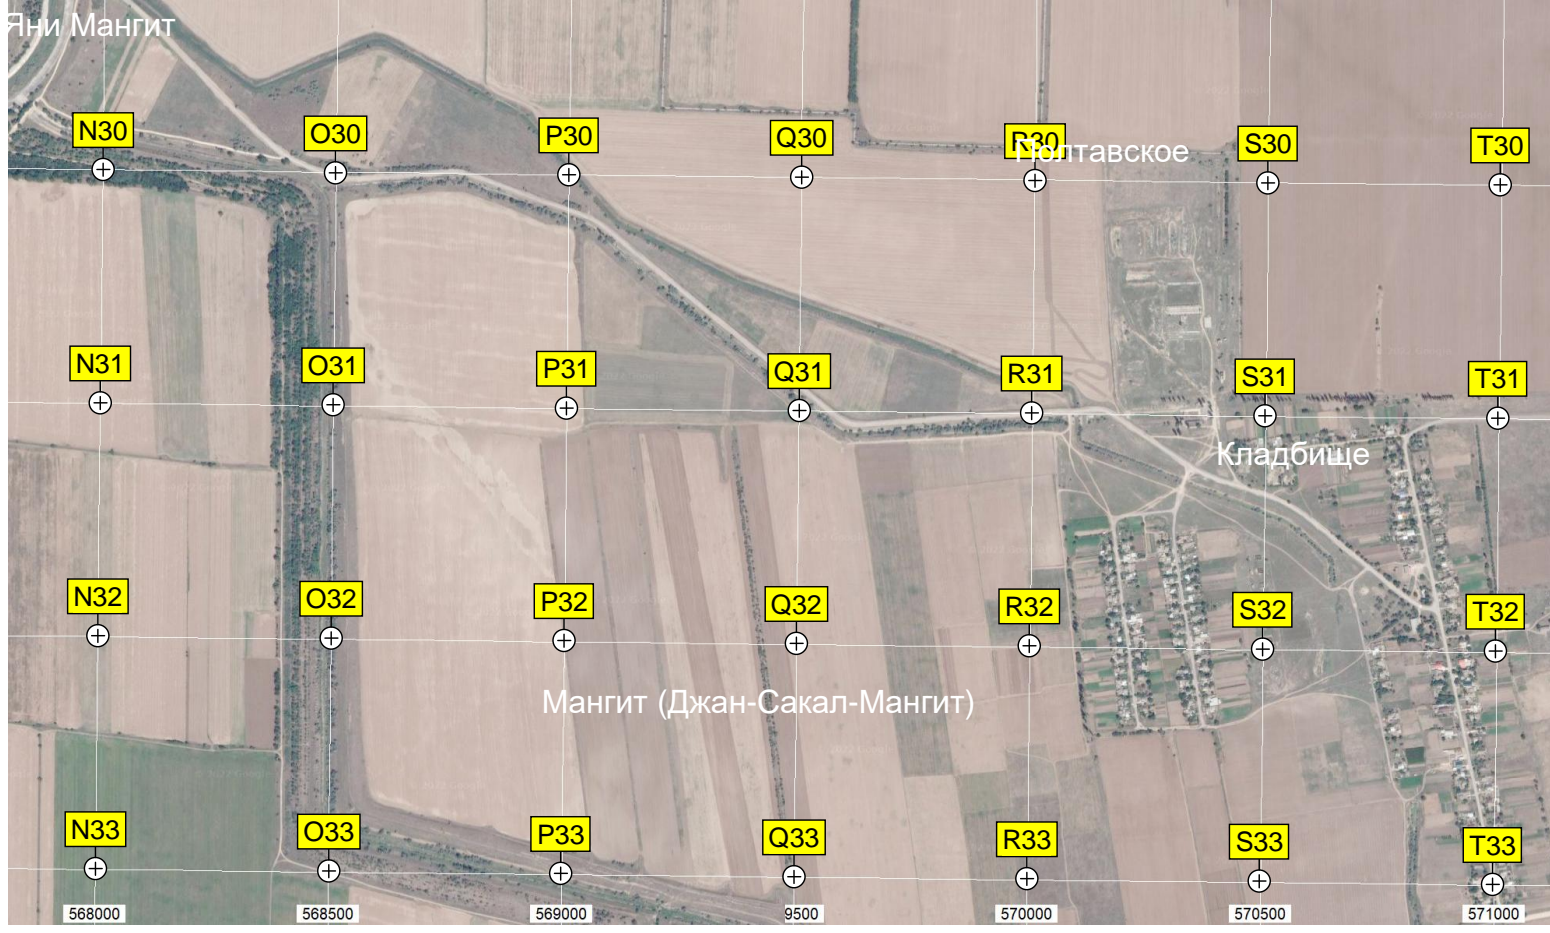 Яни Мангит
N30 O30 P30 Q30 R30 S30 T30
Полтавское
N31 O31 P31 Q31 R31 S31 T31
Кладбище
N32 O32 P32 Q32 R32 S32 T32
Мангит (Джан-Сакал-Мангит)
N33 O33 P33 Q33 R33 S33 T33
568000 568500 569000 9500 570000 570500 571000